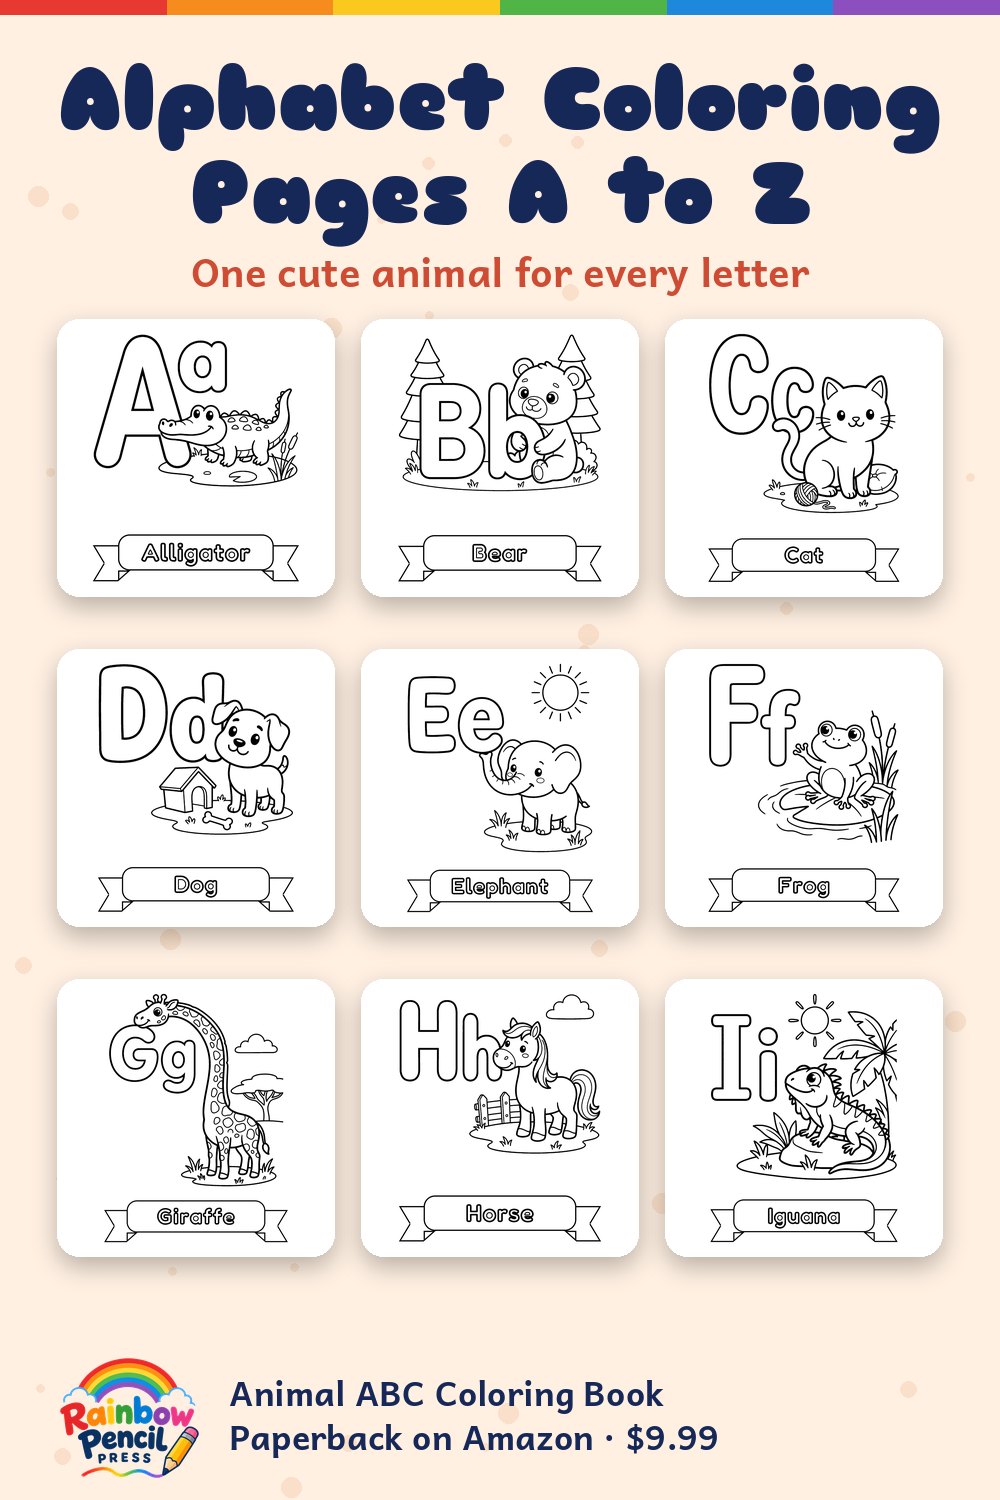 Alphabet Coloring
Pages A to Z
One cute animal for every letter
Aa
Alligator
Bb
Bear
Cc
Cat
Dd
Dog
Ee
Elephant
Ff
Frog
Gg
Giraffe
Hh
Horse
Ii
Iguana
Rainbow
Pencil
PRESS
Animal ABC Coloring Book
Paperback on Amazon · $9.99